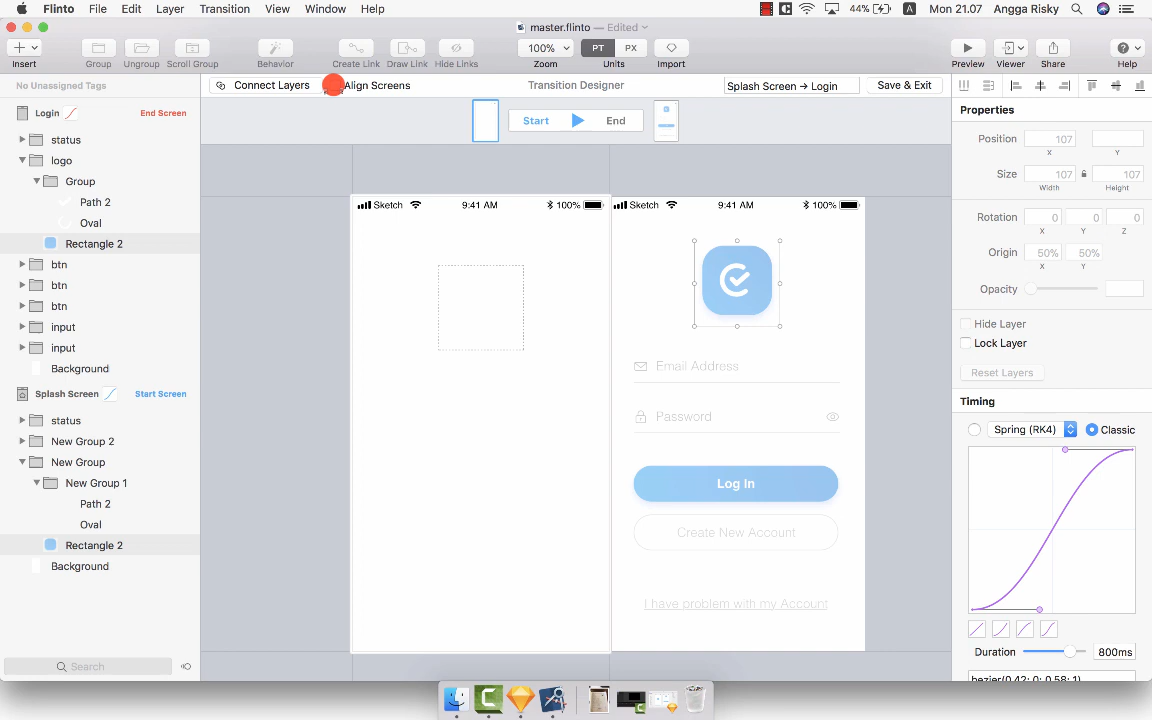 Flinto File Edit Layer Transition View Window Help 44% Mon 21.07 Angga Risky
master.flinto — Edited
Insert Group Ungroup Scroll Group Behavior Create Link Draw Link Hide Links 100% Zoom PT PX Units Import Preview Viewer Share Help
No Unassigned Tags
Connect Layers Align Screens Transition Designer Splash Screen → Login Save & Exit
Start End
Login End Screen
status
logo
Group
Path 2
Oval
Rectangle 2
btn
btn
btn
input
input
Background
Splash Screen Start Screen
status
New Group 2
New Group
New Group 1
Path 2
Oval
Rectangle 2
Background
Search
Sketch 9:41 AM 100%
Sketch 9:41 AM 100%
Email Address
Password
Log In
Create New Account
I have problem with my Account
Properties
Position 107
X Y
Size 107 107
Width Height
Rotation 0 0 0
X Y Z
Origin 50% 50%
X Y
Opacity
Hide Layer
Lock Layer
Reset Layers
Timing
Spring (RK4) Classic
Duration 800ms
bezier(0.42; 0; 0.58; 1)